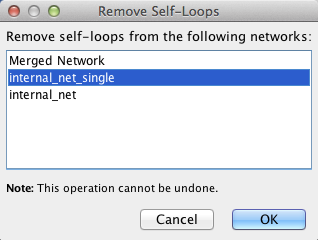 Remove Self-Loops
Remove self-loops from the following networks:
Merged Network
internal_net_single
internal_net
Note: This operation cannot be undone.
Cancel
OK